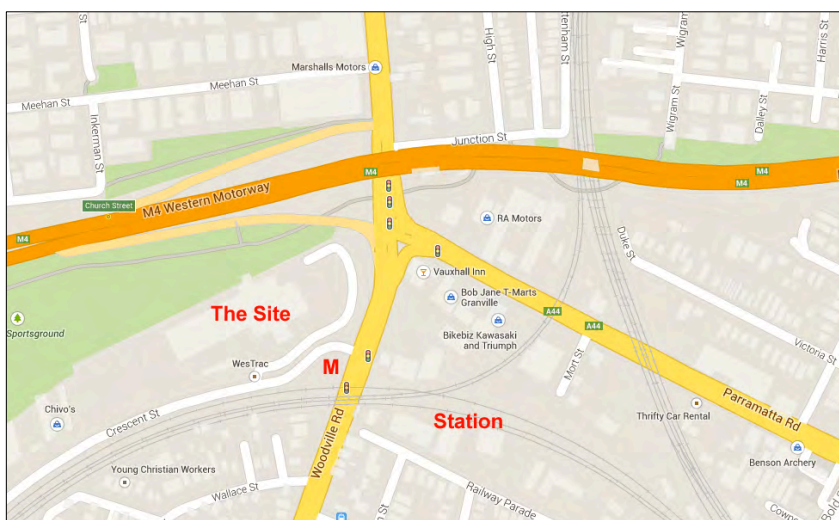 Marshalls Motors
Meehan St
Meehan St
Inkerman St
High St
Wigram St
Harris St
Dalley St
Junction St
Wigram St
M4
M4 Western Motorway
Church Street
M4
M4
M4
RA Motors
Duke St
Vauxhall Inn
Bob Jane T-Marts
Granville
Bikebiz Kawasaki
and Triumph
A44
A44
The Site
Sportsground
WesTrac
M
Mort St
Victoria St
Parramatta Rd
Thrifty Car Rental
Chivo's
Crescent St
Woodville Rd
Station
Benson Archery
Young Christian Workers
Wallace St
Railway Parade